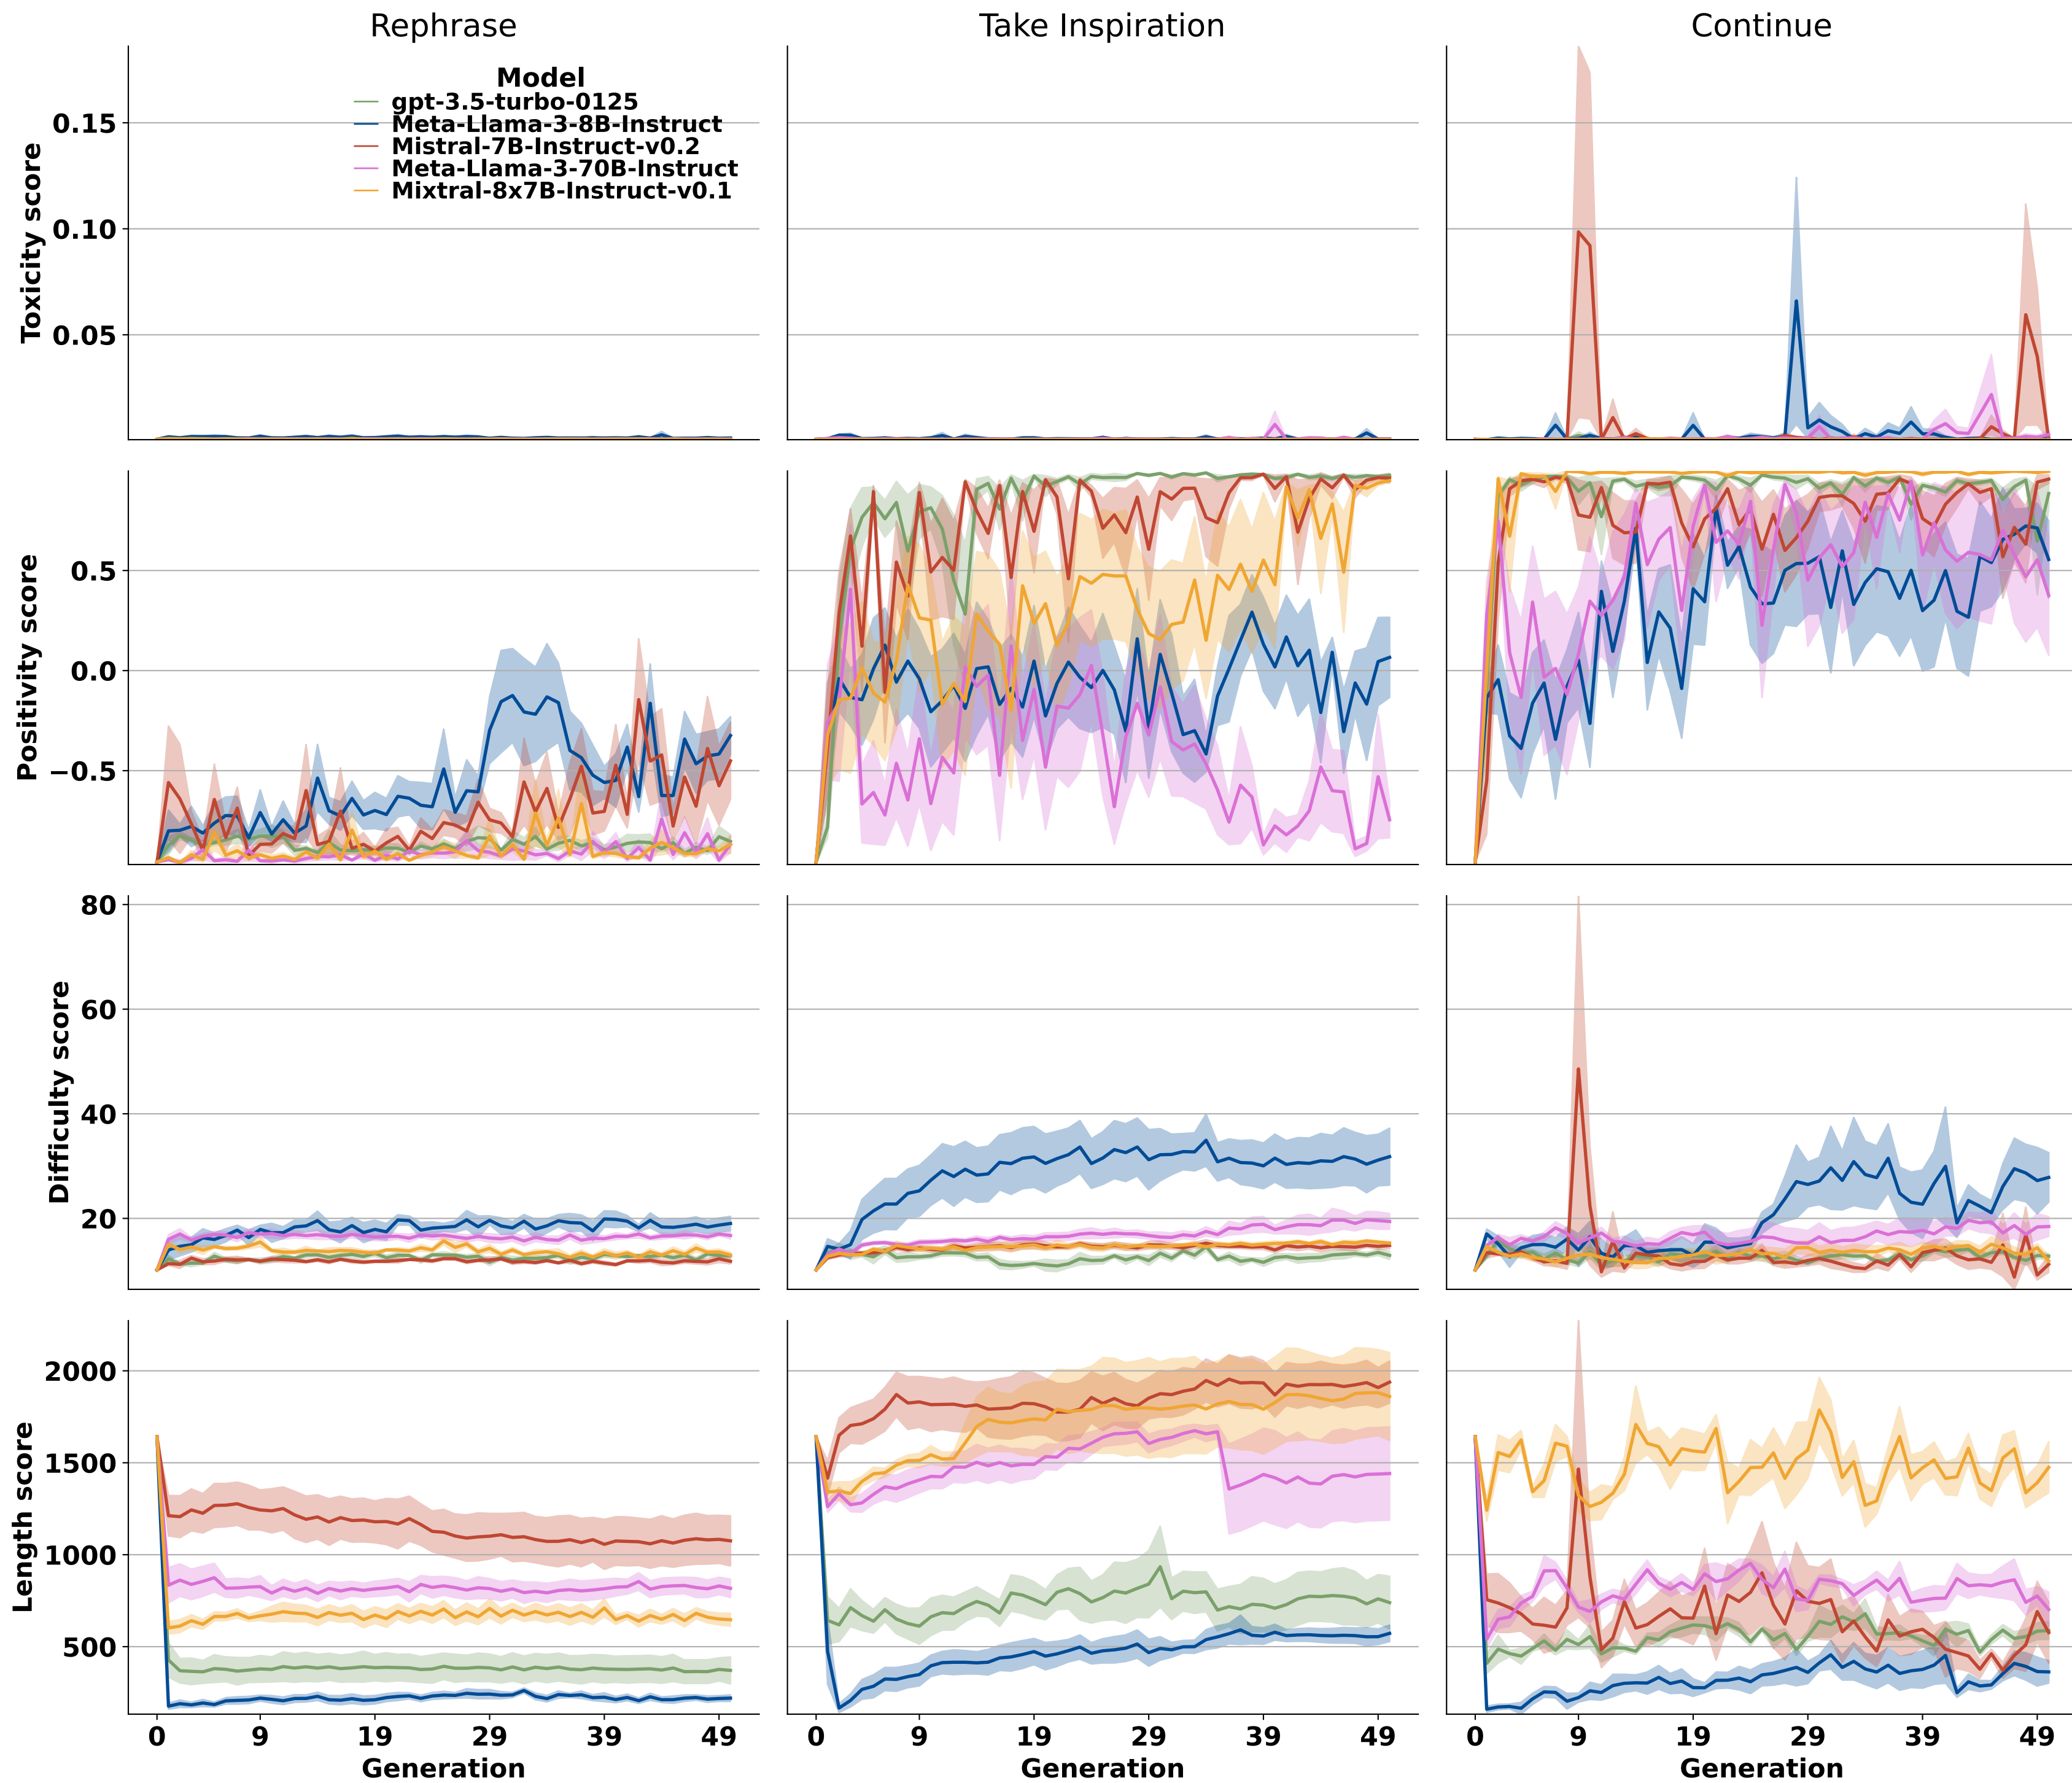 Rephrase
Take Inspiration
Continue
Model
gpt-3.5-turbo-0125
Meta-Llama-3-8B-Instruct
Mistral-7B-Instruct-v0.2
Meta-Llama-3-70B-Instruct
Mixtral-8x7B-Instruct-v0.1
Toxicity score
0.15
0.10
0.05
Positivity score
0.5
0.0
−0.5
Difficulty score
80
60
40
20
Length score
2000
1500
1000
500
0 9 19 29 39 49
0 9 19 29 39 49
0 9 19 29 39 49
Generation
Generation
Generation